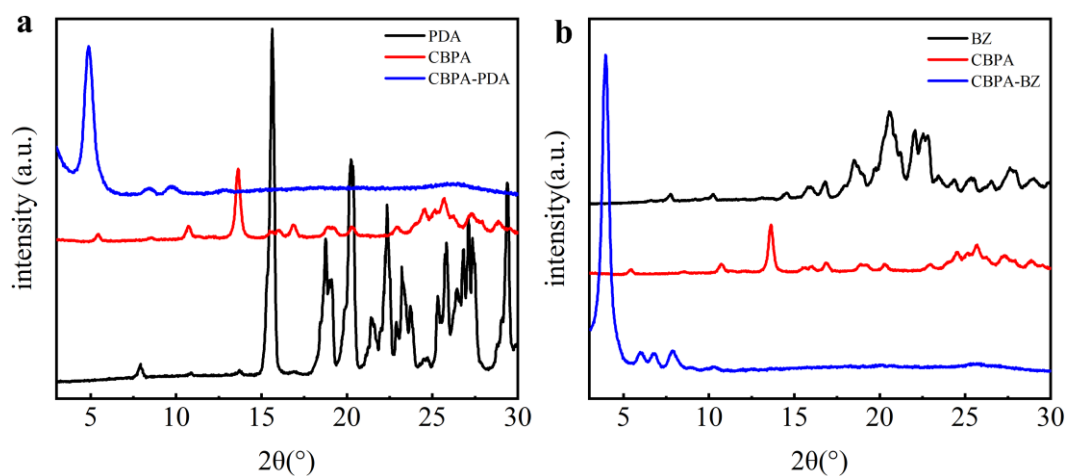 a
PDA
CBPA
CBPA-PDA
intensity (a.u.)
5 10 15 20 25 30
2θ(°)
b
BZ
CBPA
CBPA-BZ
intensity(a.u.)
5 10 15 20 25 30
2θ(°)